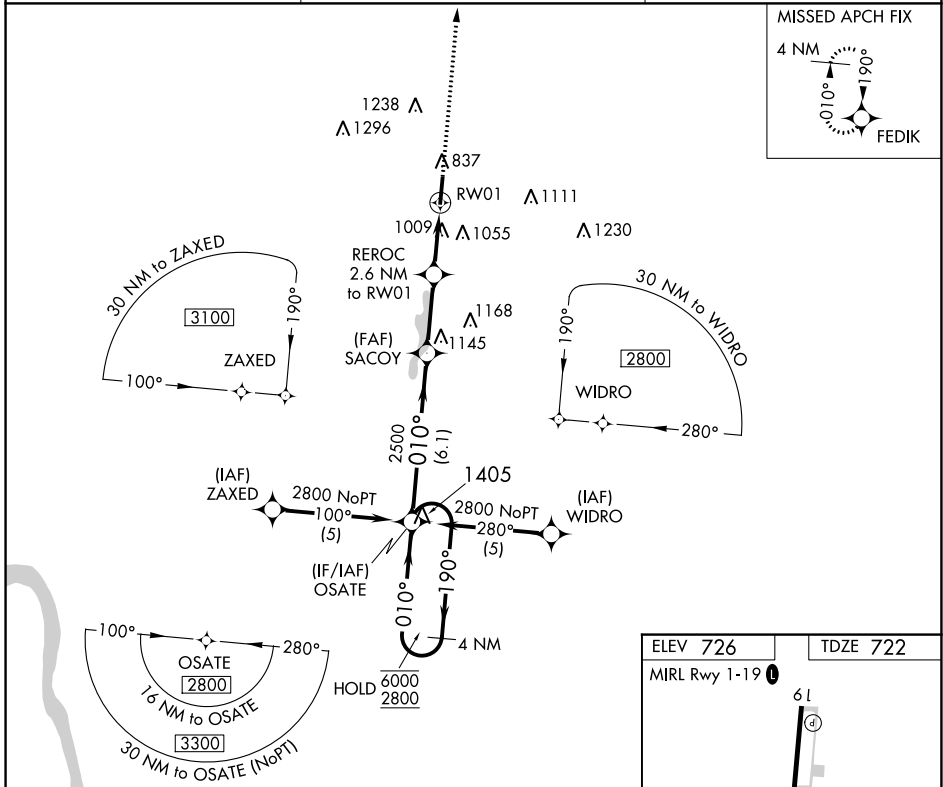 MISSED APCH FIX
4 NM
010°
190°
FEDIK
1238
1296
837
RW01
1111
1009
1055
1230
REROC
2.6 NM
to RW01
1168
(FAF)
SACOY
1145
30 NM to ZAXED
3100
190°
ZAXED
100°
30 NM to WIDRO
190°
2800
WIDRO
280°
2500
010°
(6.1)
1405
(IAF)
ZAXED
2800 NoPT
100°
(5)
2800 NoPT
280°
(5)
(IAF)
WIDRO
(IF/IAF)
OSATE
010°
190°
4 NM
HOLD 6000
2800
100°
280°
OSATE
2800
16 NM to OSATE
3300
30 NM to OSATE (NoPT)
ELEV 726
TDZE 722
MIRL Rwy 1-19 L
19
P